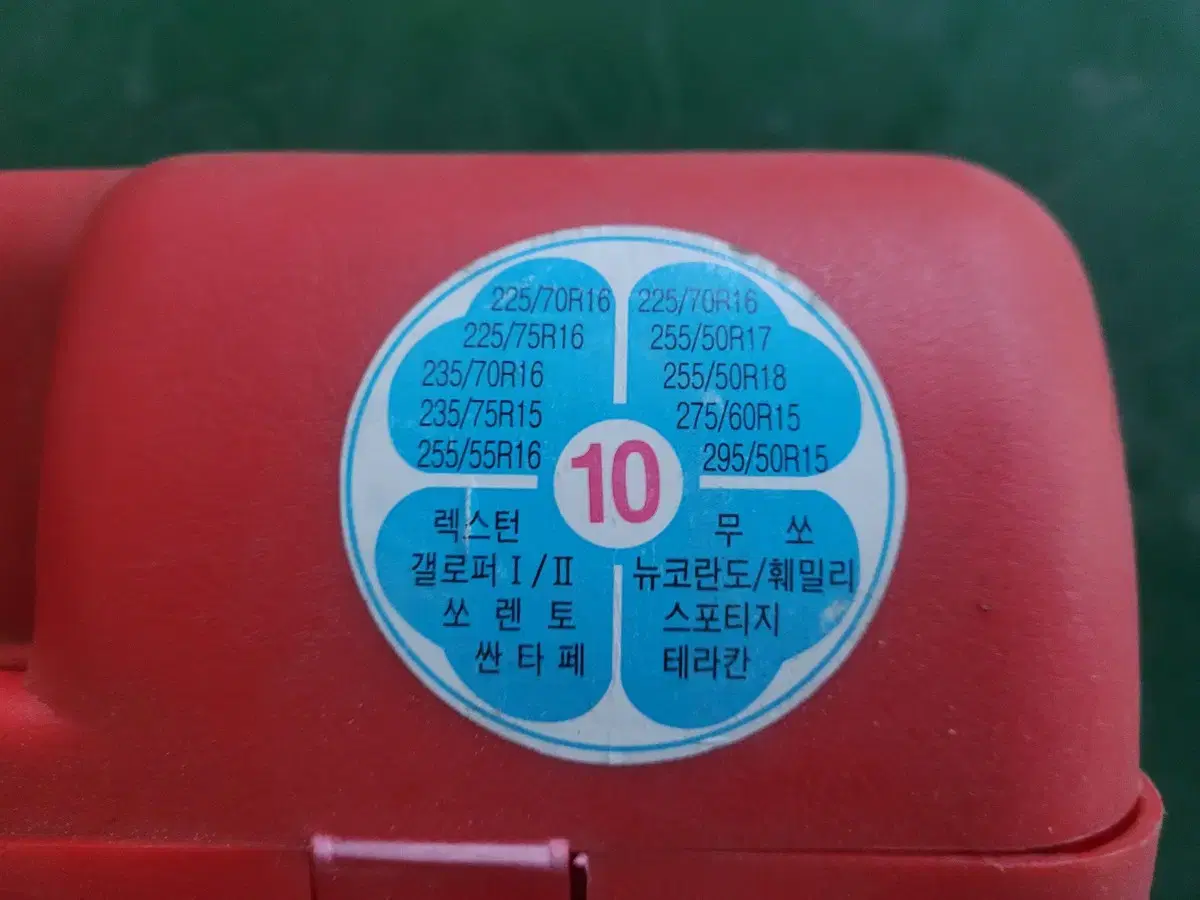 225/70R16
225/75R16
235/70R16
235/75R15
255/55R16
225/70R16
255/50R17
255/50R18
275/60R15
295/50R15
10
렉스턴
갤로퍼 Ⅰ/Ⅱ
쏘 렌 토
싼 타 페
무 쏘
뉴코란도/훼밀리
스포티지
테라칸